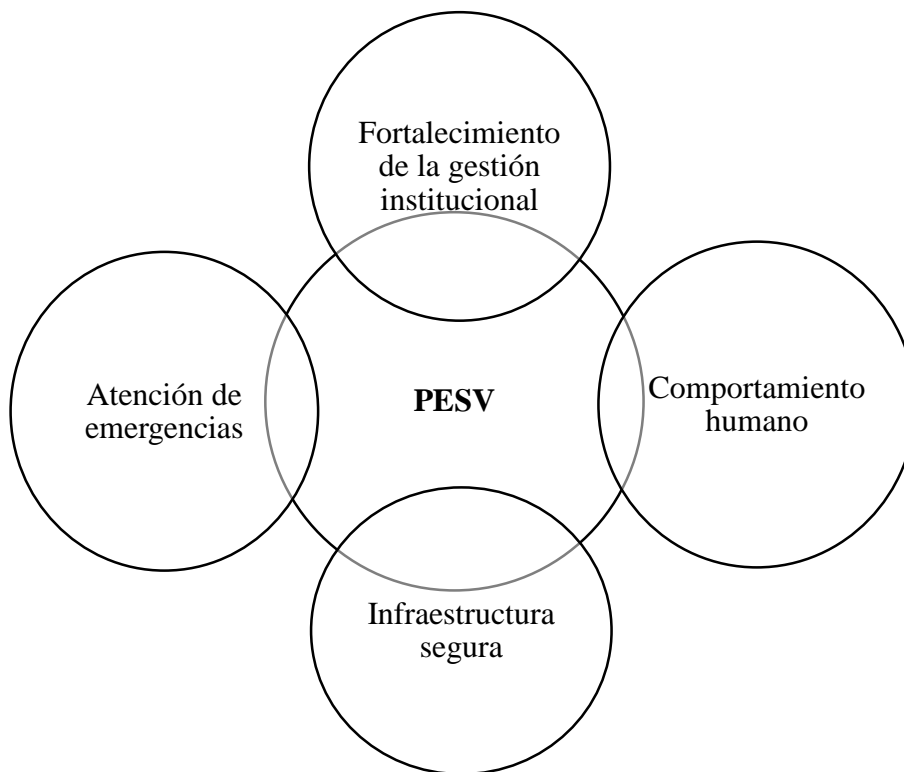 Fortalecimiento
de la gestión
institucional
Atención de
emergencias
PESV
Comportamiento
humano
Infraestructura
segura